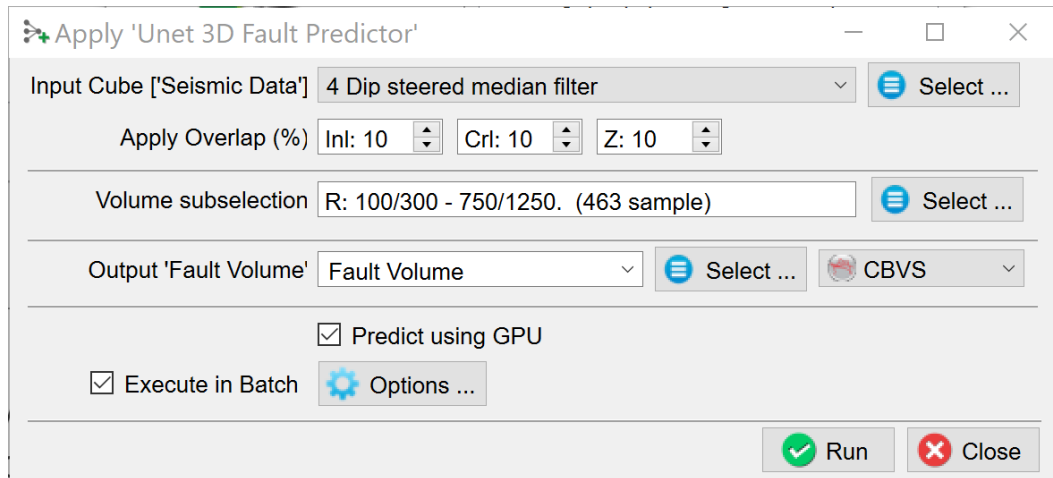 Apply 'Unet 3D Fault Predictor'
Input Cube ['Seismic Data'] 4 Dip steered median filter Select ...
Apply Overlap (%) Inl: 10 Crl: 10 Z: 10
Volume subselection R: 100/300 - 750/1250. (463 sample) Select ...
Output 'Fault Volume' Fault Volume Select ... CBVS
Predict using GPU
Execute in Batch Options ...
Run Close